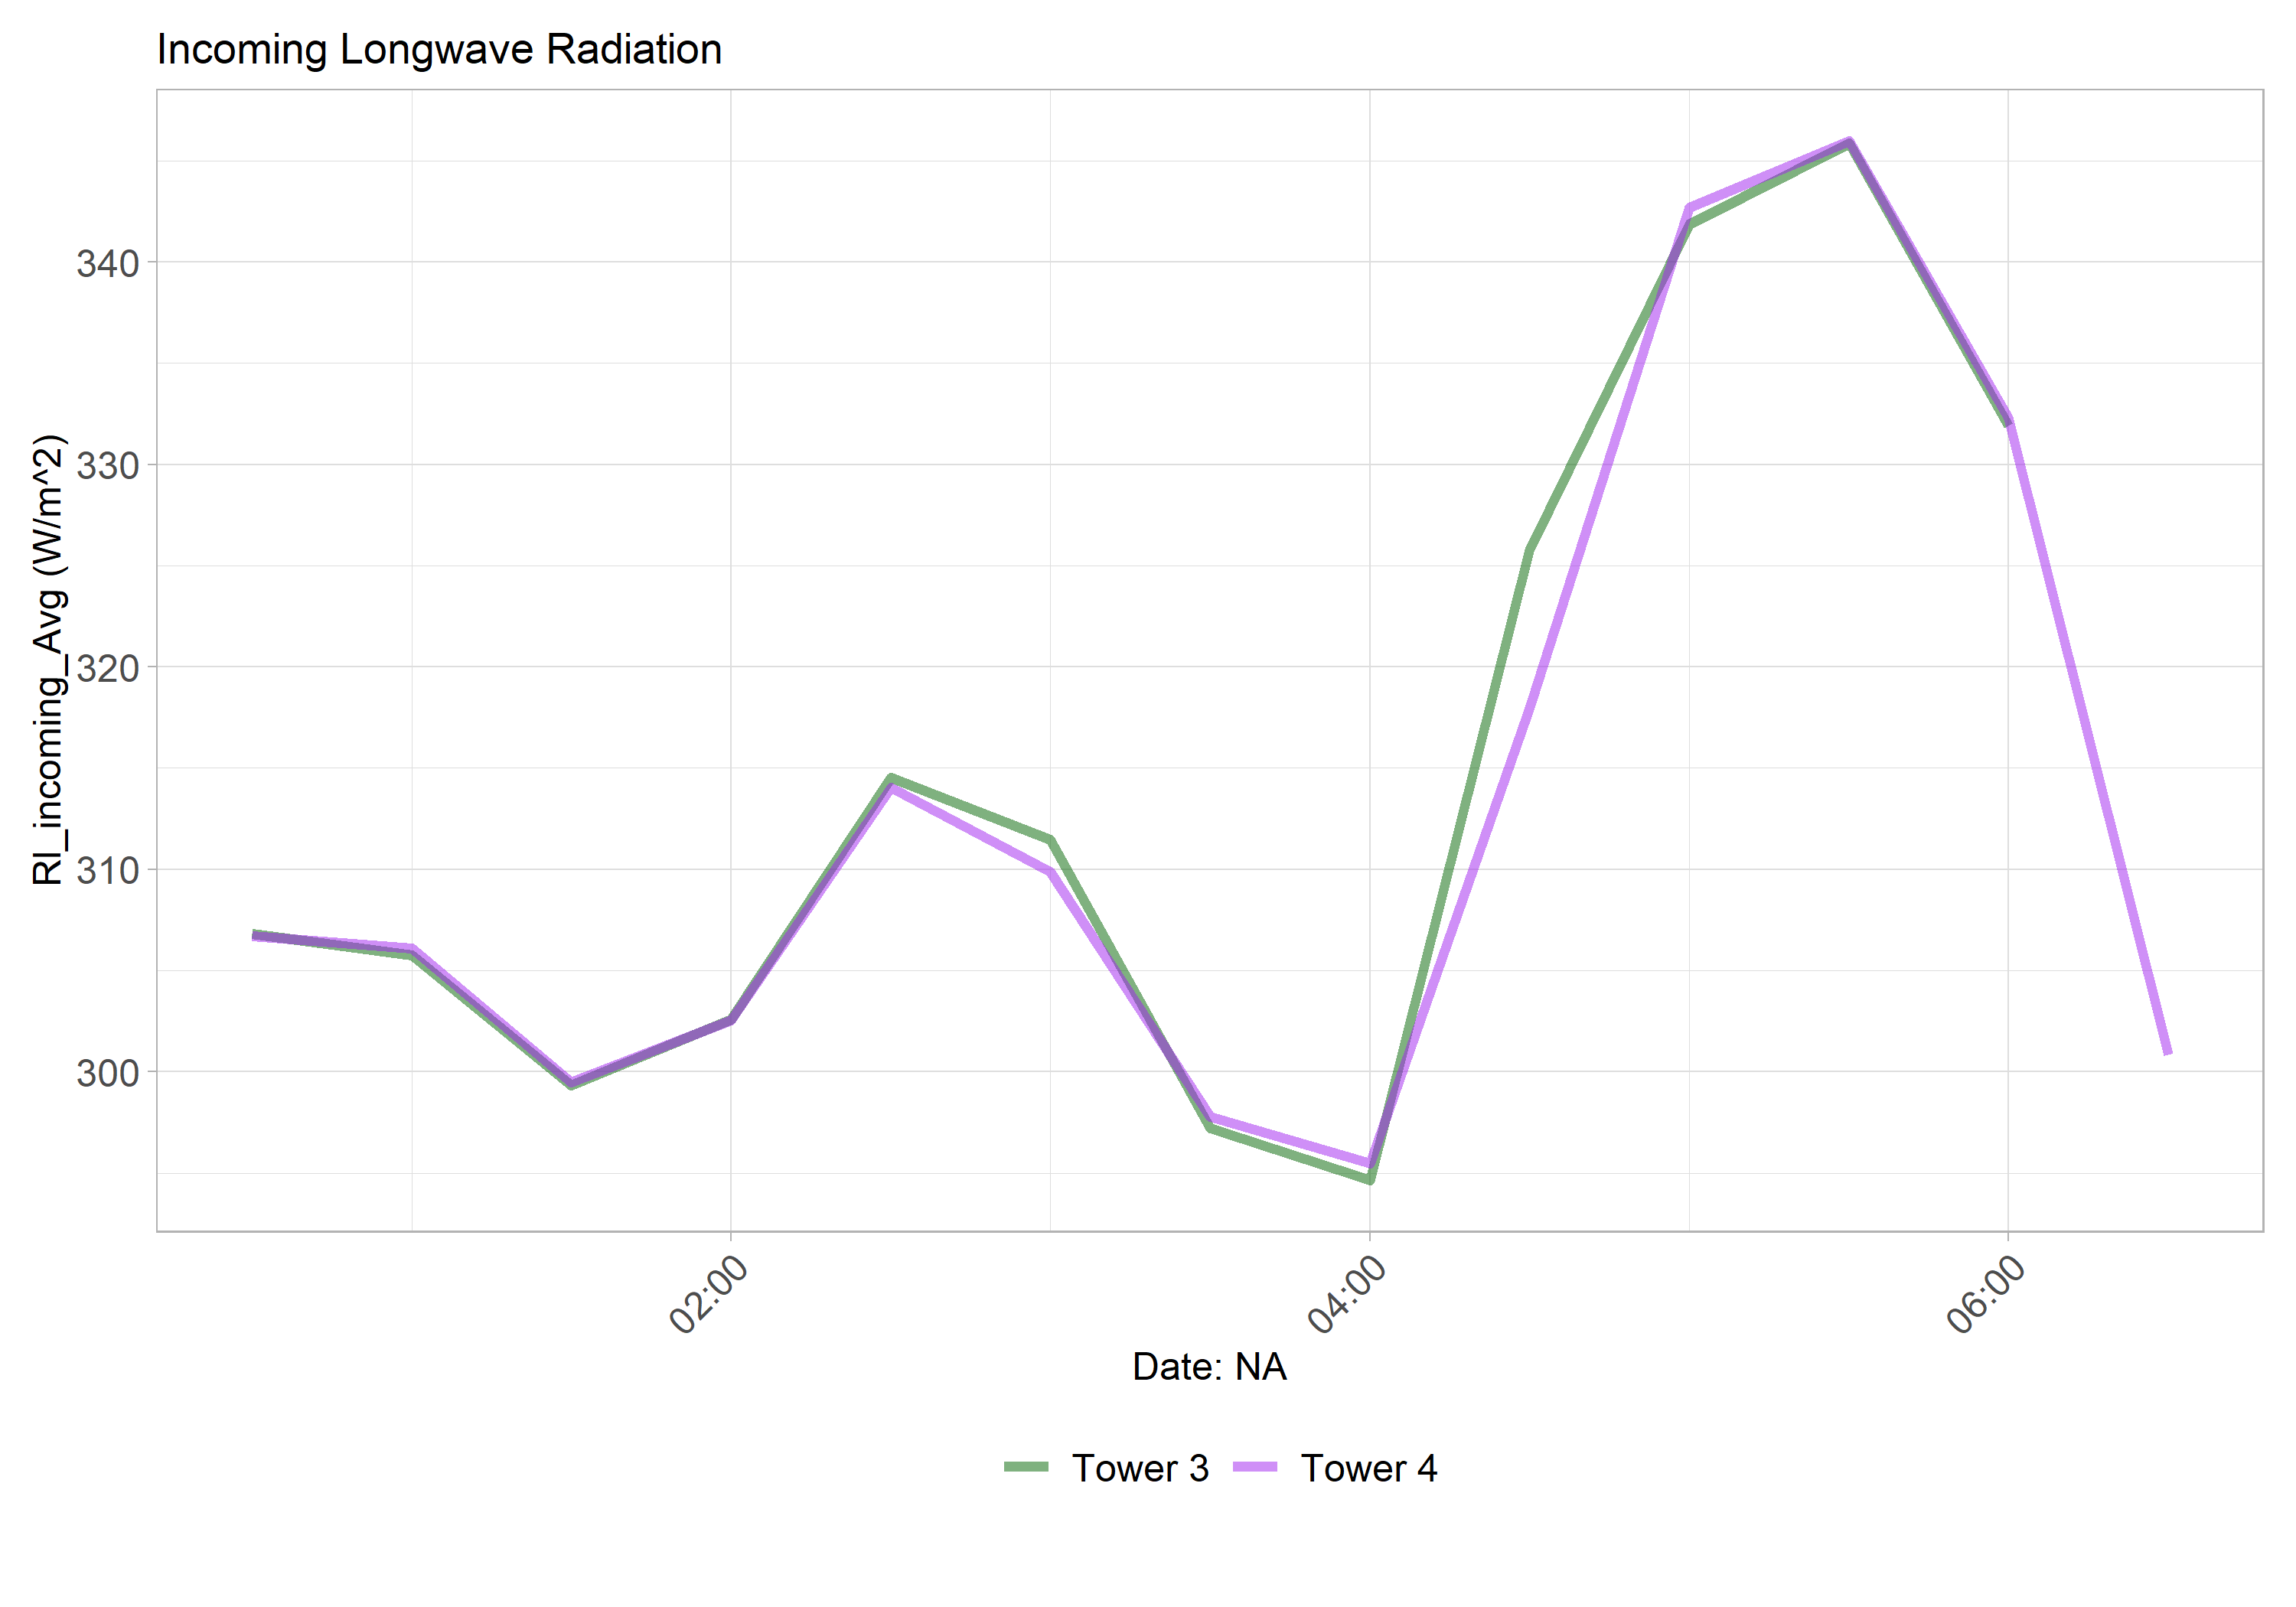 Incoming Longwave Radiation
Rl_incoming_Avg (W/m^2)
340
330
320
310
300
02:00
04:00
06:00
Date: NA
Tower 3
Tower 4